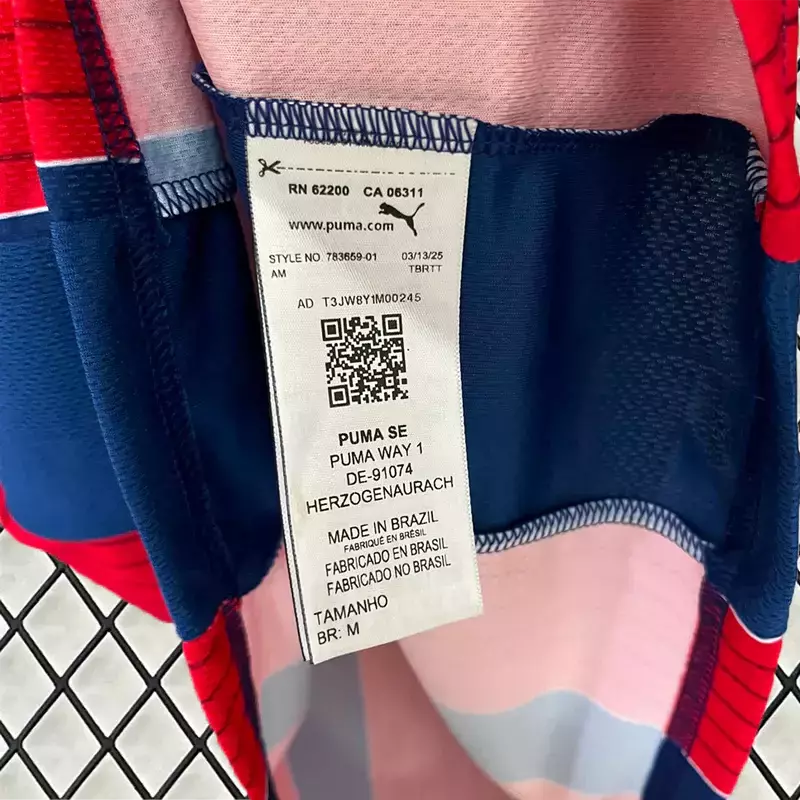 RN 62200 CA 06311
www.puma.com
STYLE NO. 783659-01 03/13/25
AM TBRTT
AD T3JW8Y1M00245
PUMA SE
PUMA WAY 1
DE-91074
HERZOGENAURACH
MADE IN BRAZIL
FABRIQUÉ EN BRÉSIL
FABRICADO EN BRASIL
FABRICADO NO BRASIL
TAMANHO
BR: M